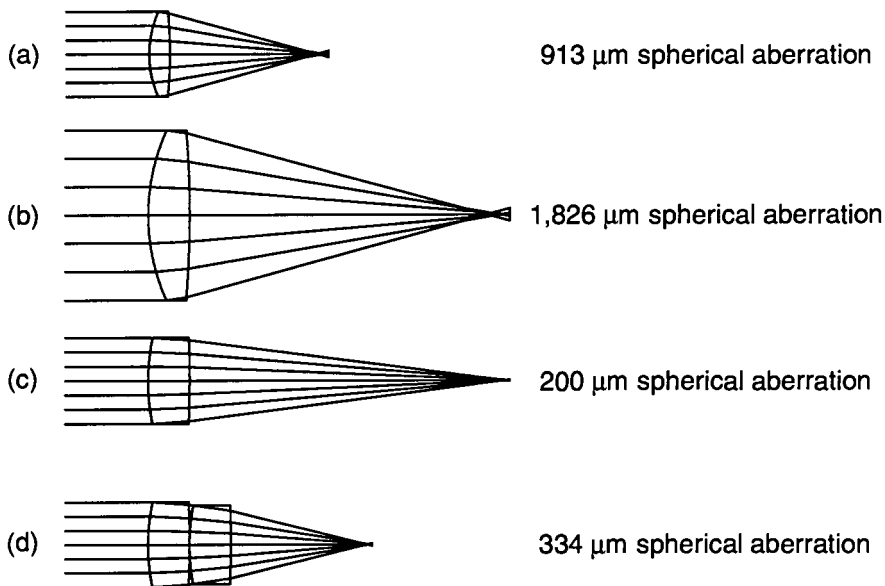 (a) 913 μm spherical aberration
(b) 1,826 μm spherical aberration
(c) 200 μm spherical aberration
(d) 334 μm spherical aberration